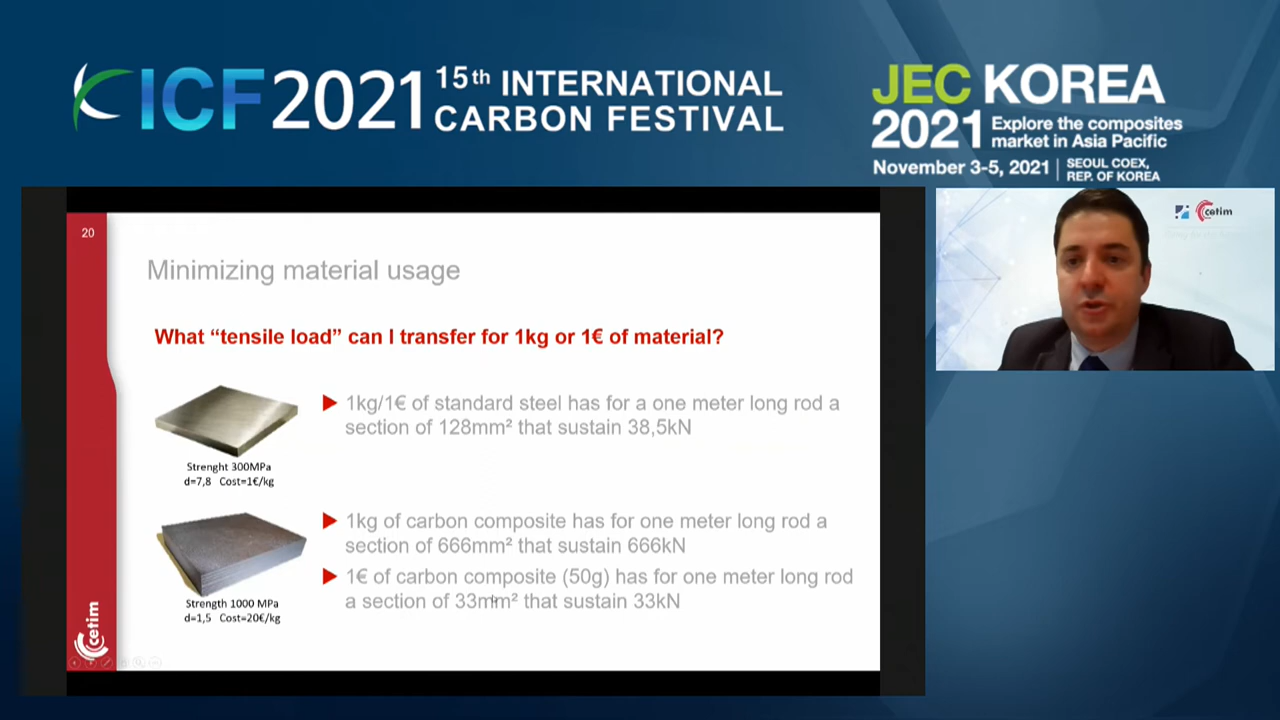 ICF 2021 15th INTERNATIONAL
CARBON FESTIVAL
JEC KOREA
2021 Explore the composites
market in Asia Pacific
November 3-5, 2021 | SEOUL COEX,
REP. OF KOREA
20
Minimizing material usage
What “tensile load” can I transfer for 1kg or 1€ of material?
1kg/1€ of standard steel has for a one meter long rod a
section of 128mm² that sustain 38,5kN
Strenght 300MPa
d=7,8 Cost=1€/kg
1kg of carbon composite has for one meter long rod a
section of 666mm² that sustain 666kN
1€ of carbon composite (50g) has for one meter long rod
a section of 33mm² that sustain 33kN
Strength 1000 MPa
d=1,5 Cost=20€/kg
cetim
cetim